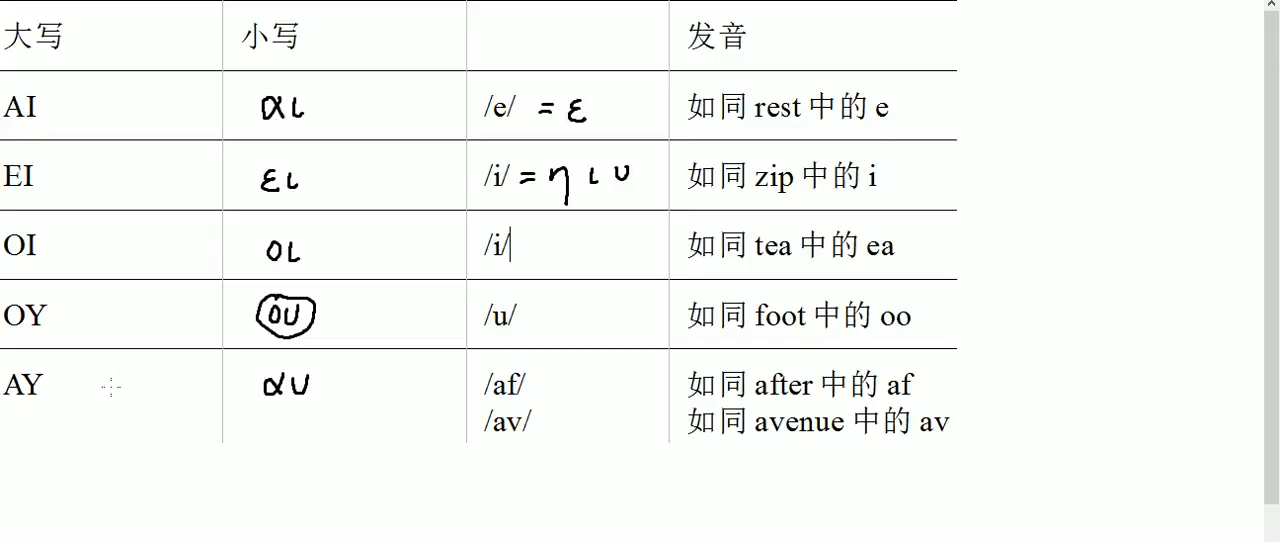 大写 小写 发音
AI αι /e/ = ε 如同 rest 中的 e
EI ει /i/ = η ι υ 如同 zip 中的 i
OI οι /i/ 如同 tea 中的 ea
OY ου /u/ 如同 foot 中的 oo
AY αυ /af/ 如同 after 中的 af
/av/ 如同 avenue 中的 av